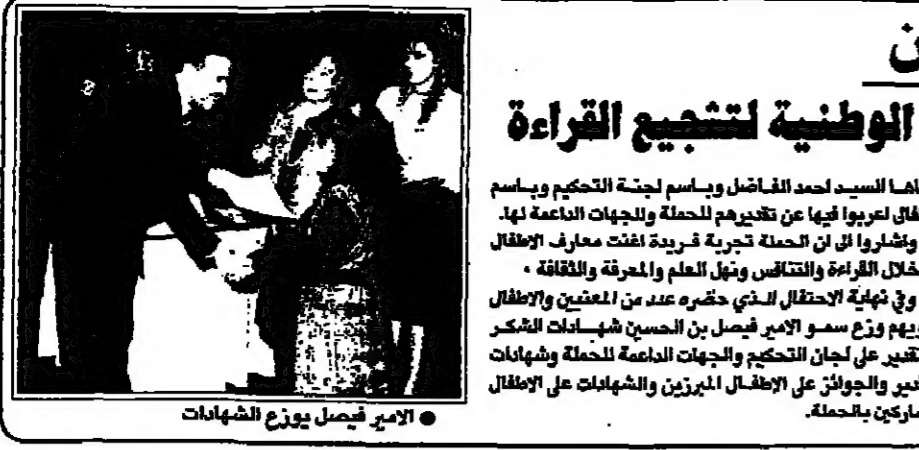 ن
الوطنية لتشجيع القراءة
السيد احمد الفاضل وباسم لجنة التحكيم وباسم
اعربوا فيها عن تقديرهم للحملة وللجهات الداعمة لها.
واشاروا الى ان الحملة تجربة فريدة اغنت معارف الاطفال
خلال القراءة والتنافس ونهل العلم والمعرفة والثقافة .
وفي نهاية الاحتفال الذي حضره عدد من المعنيين والاطفال
وزع سمو الامير فيصل بن الحسين شهادات الشكر
على لجان التحكيم والجهات الداعمة للحملة وشهادات
والجوائز على الاطفال المبرزين والشهادات على الاطفال
بالحملة.
● الامير فيصل يوزع الشهادات